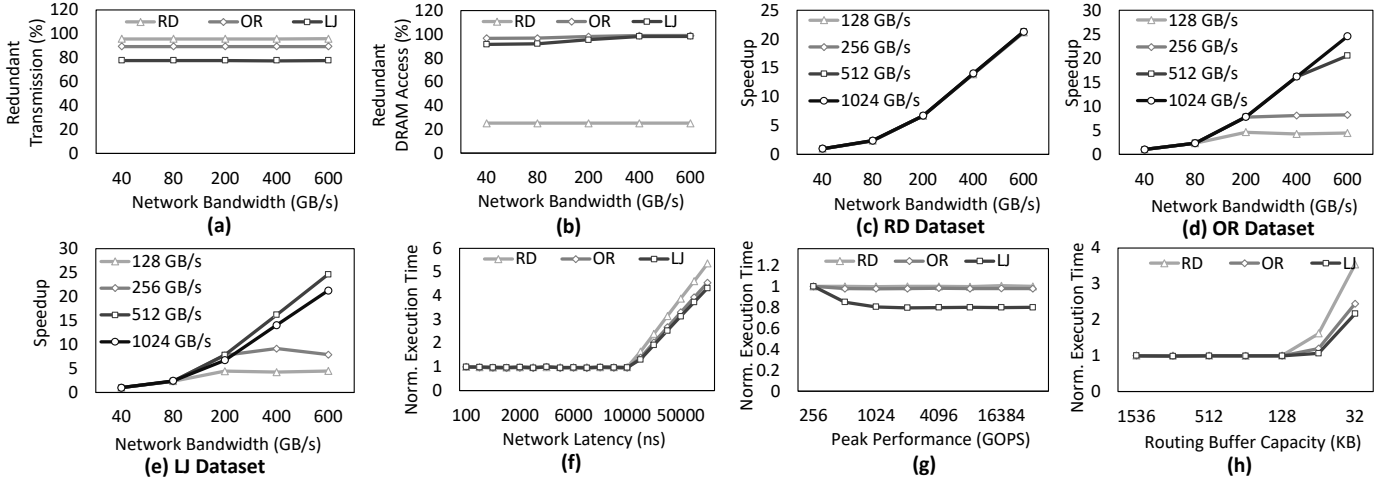 Redundant
Transmission (%)
120
100
80
60
40
20
0
RD OR LJ
40 80 200 400 600
Network Bandwidth (GB/s)
(a)
Redundant
DRAM Access (%)
120
100
80
60
40
20
0
RD OR LJ
40 80 200 400 600
Network Bandwidth (GB/s)
(b)
Speedup
25
20
15
10
5
0
128 GB/s
256 GB/s
512 GB/s
1024 GB/s
40 80 200 400 600
Network Bandwidth (GB/s)
(c) RD Dataset
Speedup
30
25
20
15
10
5
0
128 GB/s
256 GB/s
512 GB/s
1024 GB/s
40 80 200 400 600
Network Bandwidth (GB/s)
(d) OR Dataset
Speedup
30
25
20
15
10
5
0
128 GB/s
256 GB/s
512 GB/s
1024 GB/s
40 80 200 400 600
Network Bandwidth (GB/s)
(e) LJ Dataset
Norm. Execution Time
6
5
4
3
2
1
0
RD OR LJ
100 2000 6000 10000 50000
Network Latency (ns)
(f)
Norm. Execution Time
1.2
1
0.8
0.6
0.4
0.2
0
RD OR LJ
256 1024 4096 16384
Peak Performance (GOPS)
(g)
Norm. Execution Time
4
3
2
1
0
RD OR LJ
1536 512 128 32
Routing Buffer Capacity (KB)
(h)